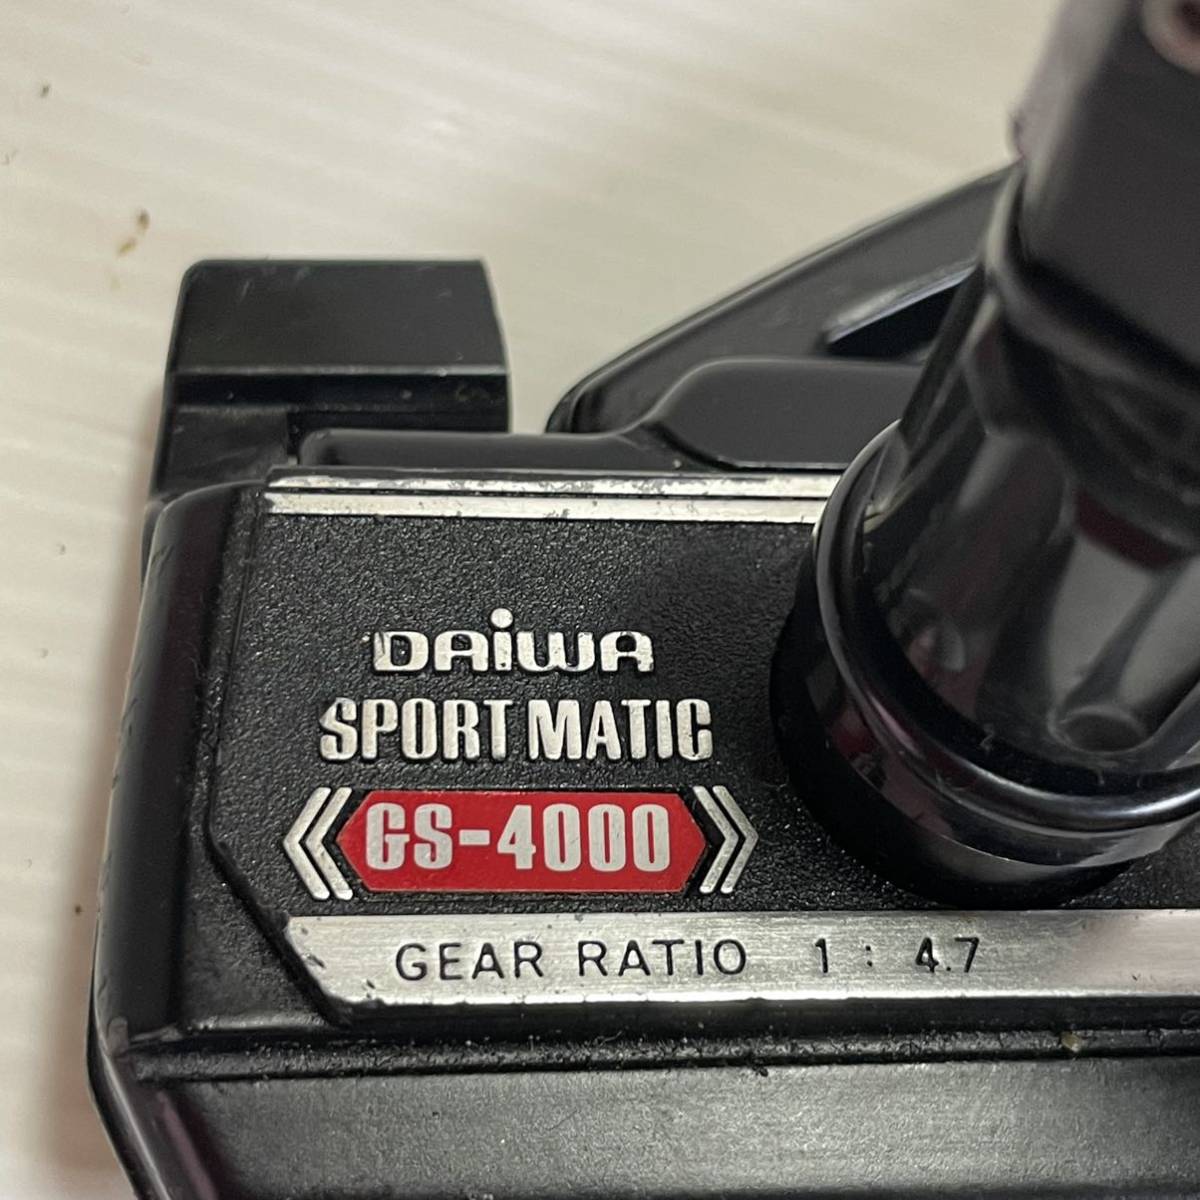 DAIWA
SPORT MATIC
GS-4000
GEAR RATIO 1 : 4.7